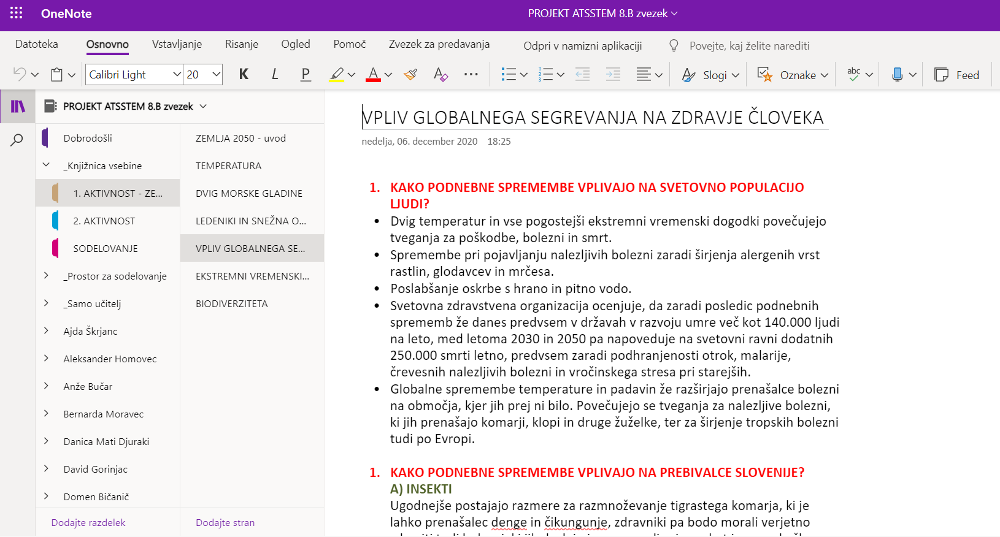 OneNote
PROJEKT ATSSTEM 8.B zvezek
Datoteka Osnovno Vstavljanje Risanje Ogled Pomoč Zvezek za predavanja Odpri v namizni aplikaciji Povejte, kaj želite narediti
Calibri Light 20 K L P Slogi Oznake abc Feed
PROJEKT ATSSTEM 8.B zvezek
Dobrodošli
_Knjižnica vsebine
1. AKTIVNOST - ZE...
2. AKTIVNOST
SODELOVANJE
_Prostor za sodelovanje
_Samo učitelj
Ajda Škrjanc
Aleksander Homovec
Anže Bučar
Bernarda Moravec
Danica Mati Djuraki
David Gorinjac
Domen Bičanič
Dodajte razdelek
ZEMLJA 2050 - uvod
TEMPERATURA
DVIG MORSKE GLADINE
LEDENIKI IN SNEŽNA O...
VPLIV GLOBALNEGA SE...
EKSTREMNI VREMENSKI...
BIODIVERZITETA
Dodajte stran
VPLIV GLOBALNEGA SEGREVANJA NA ZDRAVJE ČLOVEKA
nedelja, 06. december 2020 18:25
1. KAKO PODNEBNE SPREMEMBE VPLIVAJO NA SVETOVNO POPULACIJO
LJUDI?
• Dvig temperatur in vse pogostejši ekstremni vremenski dogodki povečujejo
tveganja za poškodbe, bolezni in smrt.
• Spremembe pri pojavljanju nalezljivih bolezni zaradi širjenja alergenih vrst
rastlin, glodavcev in mrčesa.
• Poslabšanje oskrbe s hrano in pitno vodo.
• Svetovna zdravstvena organizacija ocenjuje, da zaradi posledic podnebnih
sprememb že danes predvsem v državah v razvoju umre več kot 140.000 ljudi
na leto, med letoma 2030 in 2050 pa napoveduje na svetovni ravni dodatnih
250.000 smrti letno, predvsem zaradi podhranjenosti otrok, malarije,
črevesnih nalezljivih bolezni in vročinskega stresa pri starejših.
• Globalne spremembe temperature in padavin že razširjajo prenašalce bolezni
na območja, kjer jih prej ni bilo. Povečujejo se tveganja za nalezljive bolezni,
ki jih prenašajo komarji, klopi in druge žuželke, ter za širjenje tropskih bolezni
tudi po Evropi.
1. KAKO PODNEBNE SPREMEMBE VPLIVAJO NA PREBIVALCE SLOVENIJE?
A) INSEKTI
Ugodnejše postajajo razmere za razmnoževanje tigrastega komarja, ki je
lahko prenašalec denge in čikungunje, zdravniki pa bodo morali verjetno